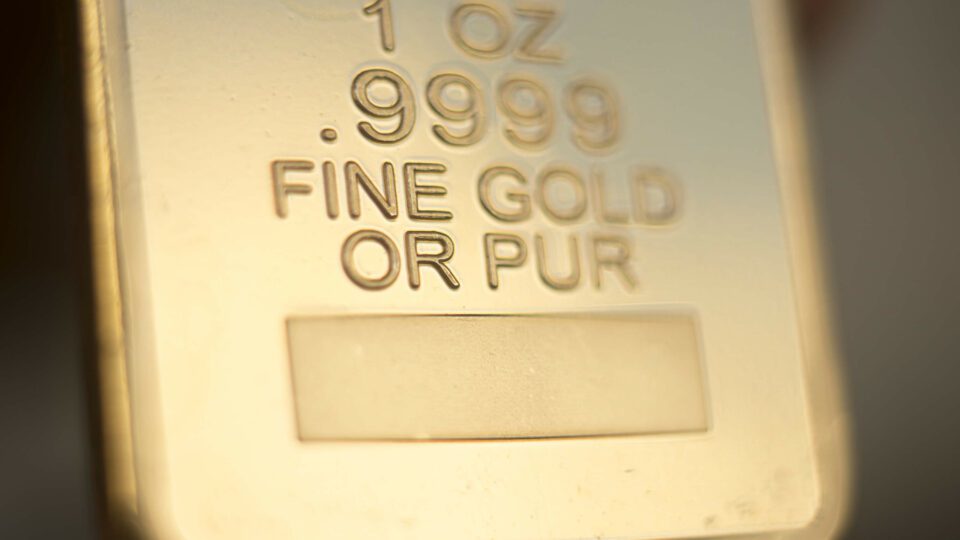 1 OZ
.9999
FINE GOLD
OR PUR